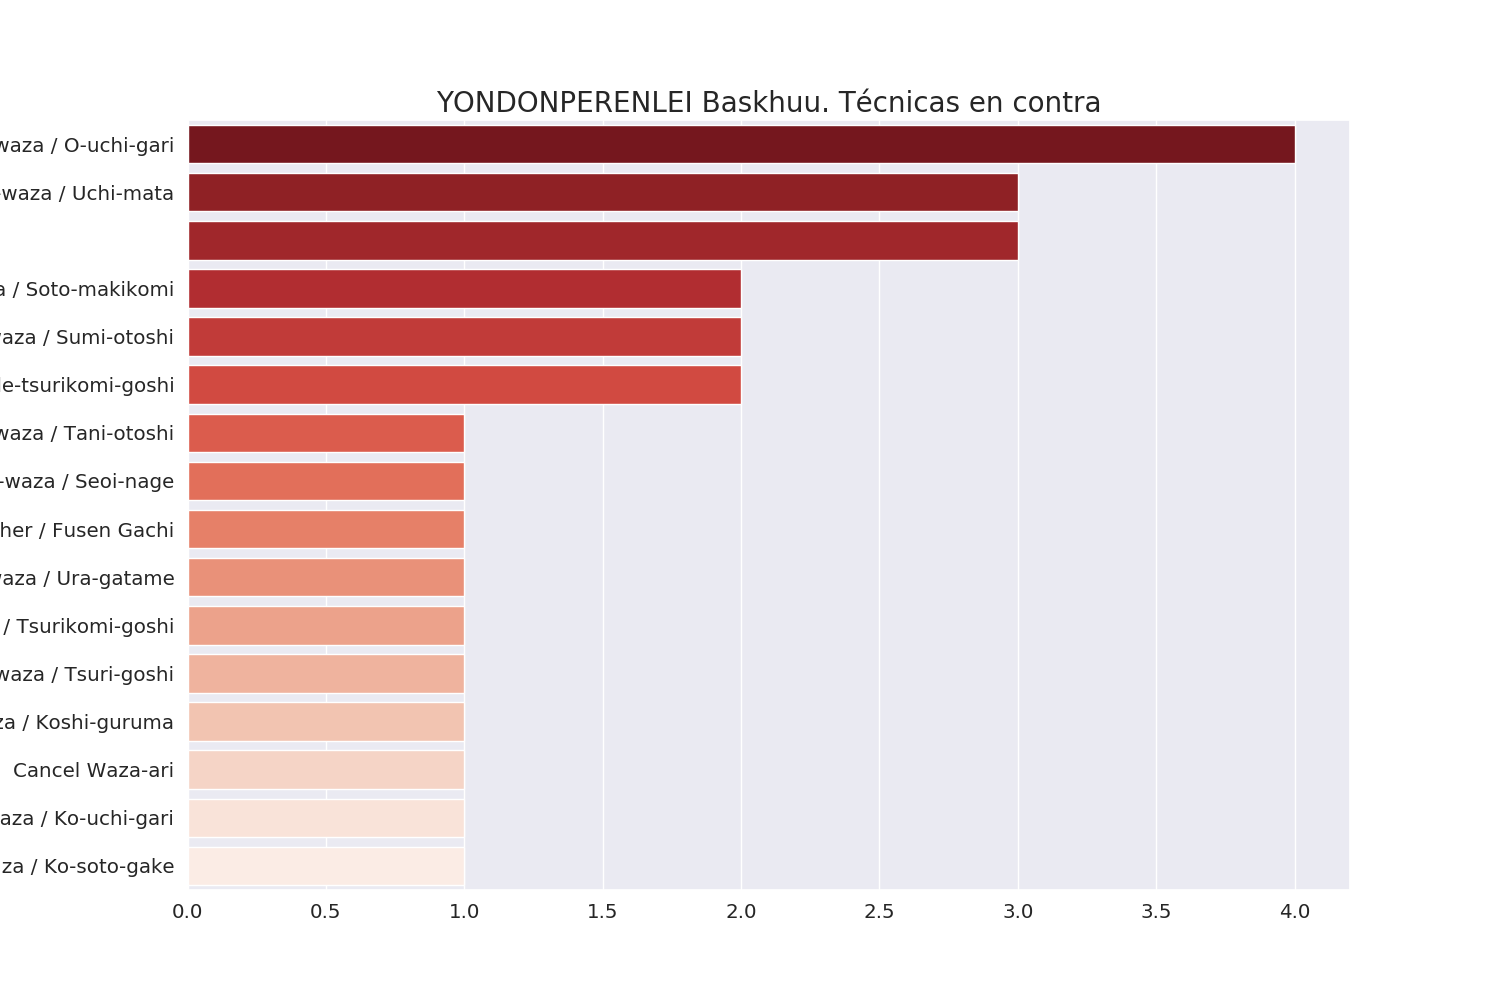 YONDONPERENLEI Baskhuu. Técnicas en contra
waza / O-uchi-gari
-waza / Uchi-mata
/ Soto-makikomi
waza / Sumi-otoshi
e-tsurikomi-goshi
waza / Tani-otoshi
-waza / Seoi-nage
her / Fusen Gachi
waza / Ura-gatame
/ Tsurikomi-goshi
waza / Tsuri-goshi
za / Koshi-guruma
Cancel Waza-ari
aza / Ko-uchi-gari
za / Ko-soto-gake
0.0 0.5 1.0 1.5 2.0 2.5 3.0 3.5 4.0